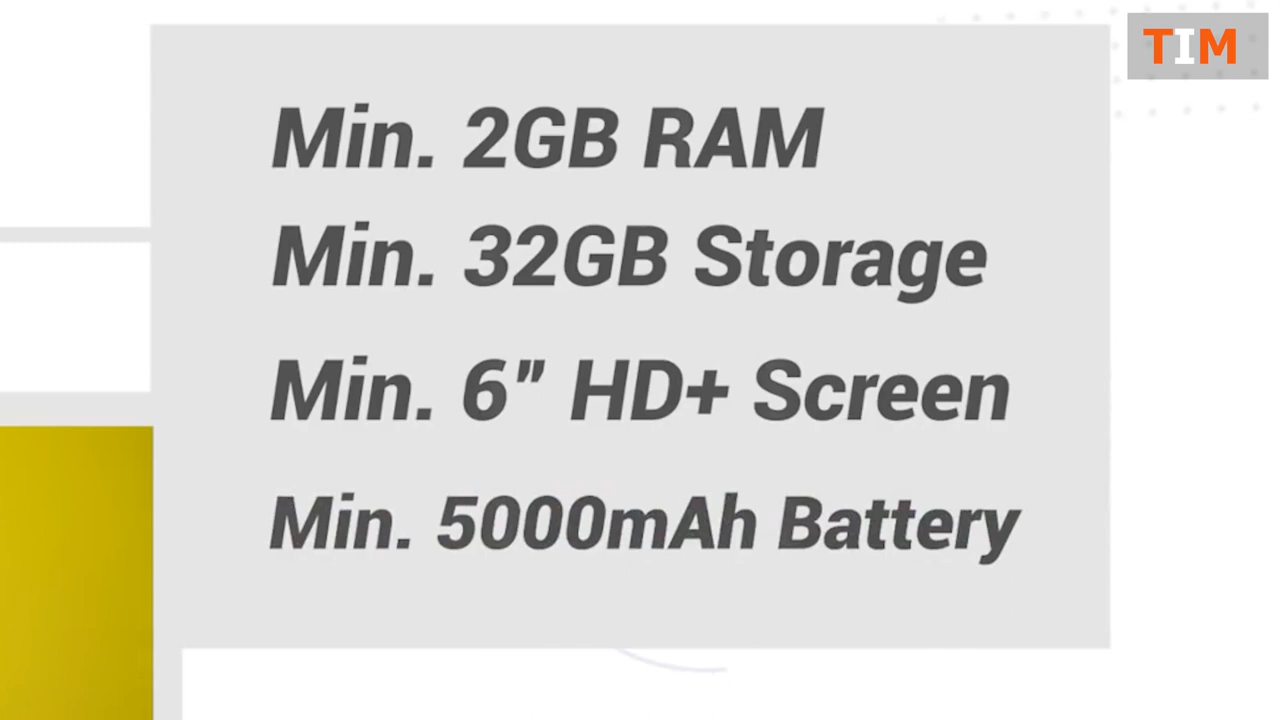 TIM
Min. 2GB RAM
Min. 32GB Storage
Min. 6" HD+ Screen
Min. 5000mAh Battery